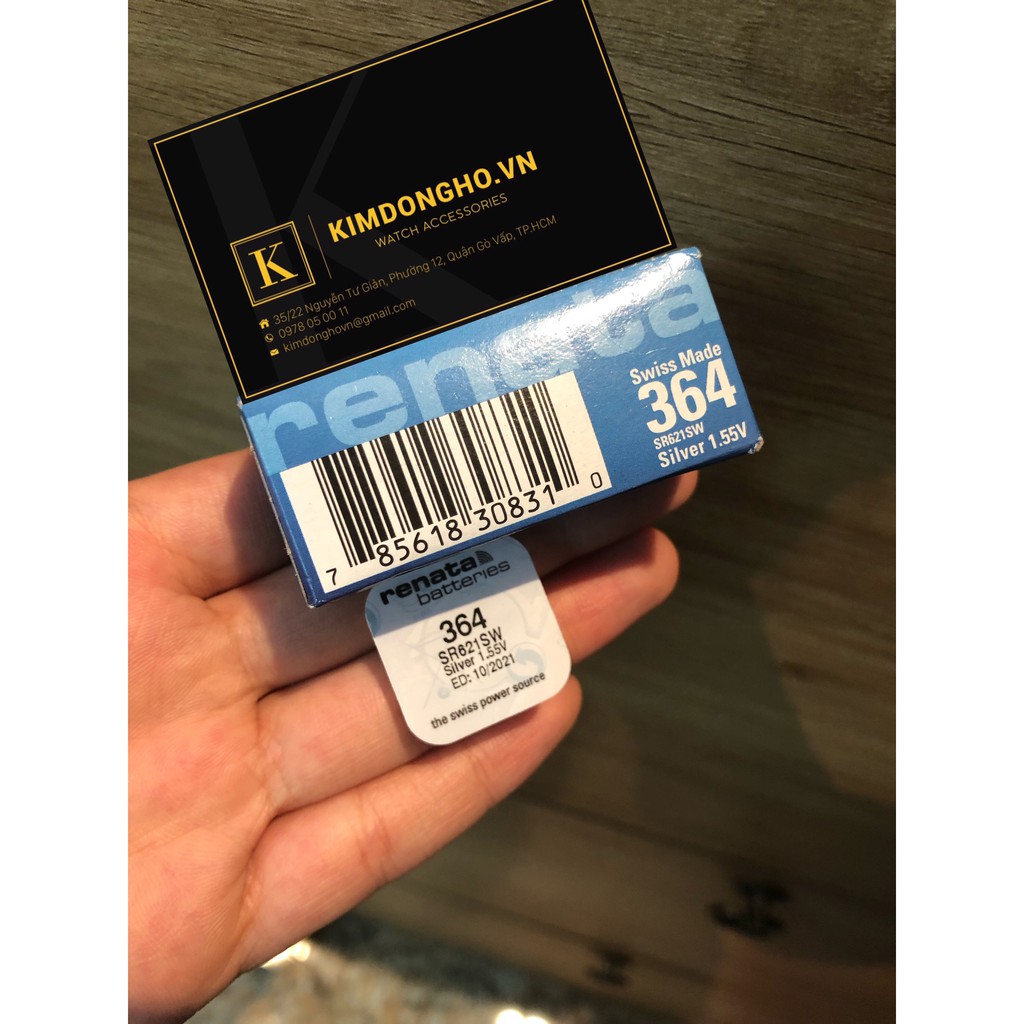 KIMDONGHO.VN
WATCH ACCESSORIES
K
35/22 Nguyễn Tư Giản, Phường 12, Quận Gò Vấp, TP.HCM
0978 05 00 11
kimdonghovn@gmail.com
renata
Swiss Made
364
SR621SW
Silver 1.55V
7 85618 30831 0
renata
batteries
364
SR621SW
Silver 1.55V
ED: 10/2021
the swiss power source